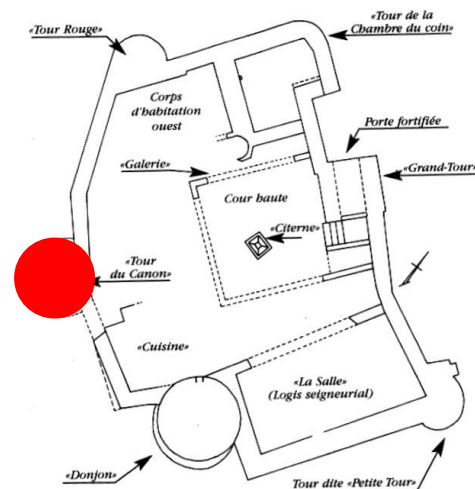 «Tour Rouge»
«Tour de la
Chambre du coin»
Corps
d'habitation
ouest
Porte fortifiée
«Galerie»
«Grand-Tour»
Cour haute
«Citerne»
«Tour
du Canon»
«Cuisine»
«La Salle»
(Logis seigneurial)
«Donjon»
Tour dite «Petite Tour»